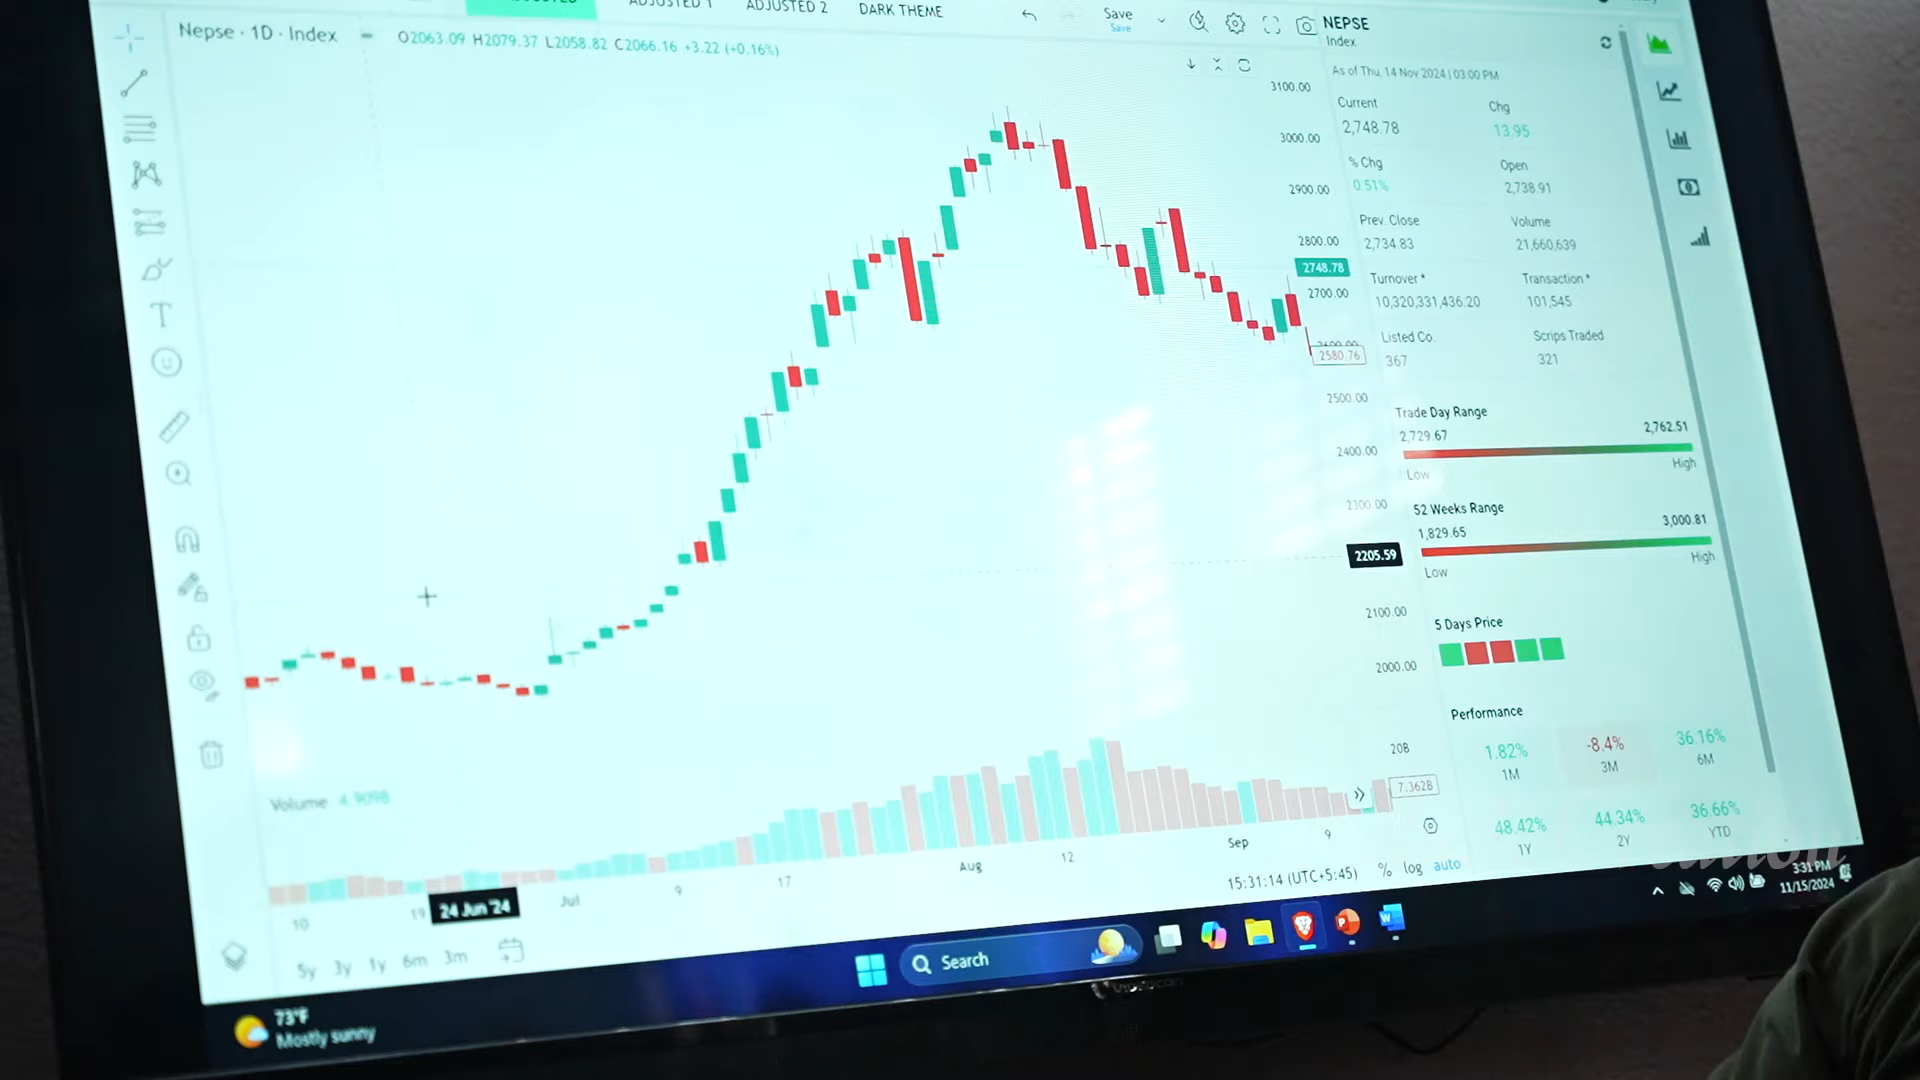 ADJUSTED 1
ADJUSTED 2
DARK THEME
Save
Save
Nepse · 1D · Index
O2063.09 H2079.37 L2058.82 C2066.16 +3.22 (+0.16%)
3100.00
3000.00
2900.00
2800.00
2748.78
2700.00
2580.76
2500.00
2400.00
2300.00
2205.59
2100.00
2000.00
20B
7.362B
Volume 4.909B
10
19
24 Jun '24
Jul
9
17
Aug
12
Sep
9
5y 3y 1y 6m 3m
15:31:14 (UTC+5:45) % log auto
NEPSE
Index
As of Thu, 14 Nov 2024 | 03:00 PM
Current Chg
2,748.78 13.95
% Chg Open
0.51% 2,738.91
Prev. Close Volume
2,734.83 21,660,639
Turnover * Transaction *
10,320,331,436.20 101,545
Listed Co. Scrips Traded
367 321
Trade Day Range
2,729.67 2,762.51
Low High
52 Weeks Range
1,829.65 3,000.81
Low High
5 Days Price
Performance
1.82% -8.4% 36.16%
1M 3M 6M
48.42% 44.34% 36.66%
1Y 2Y YTD
Search
3:31 PM
11/15/2024
73°F
Mostly sunny